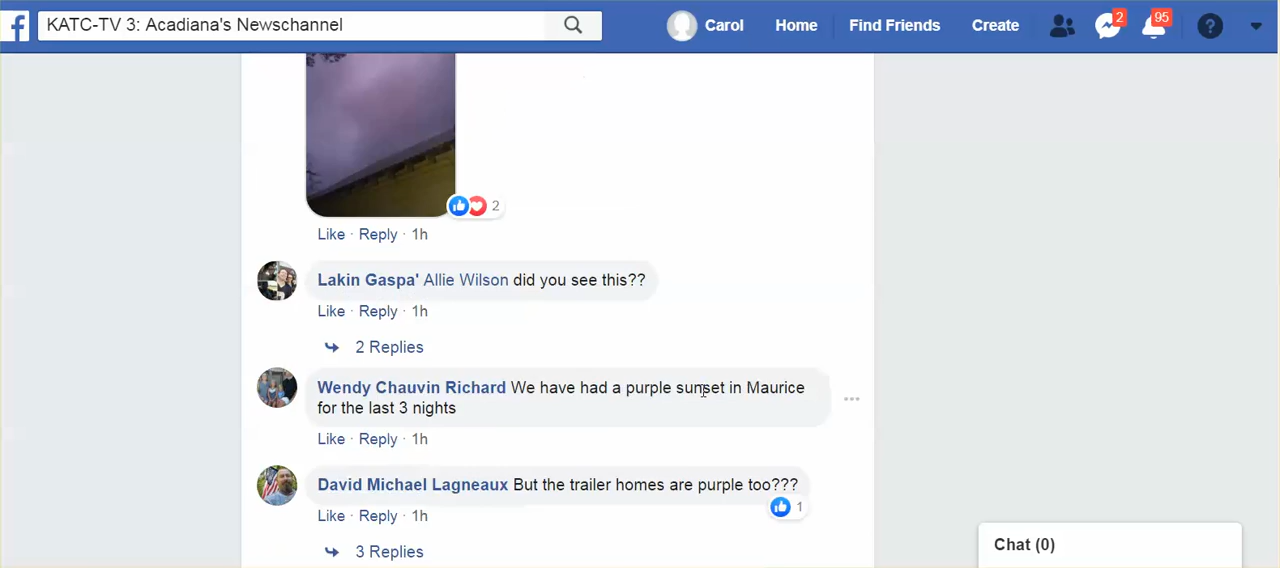 f KATC-TV 3: Acadiana's Newschannel Carol Home Find Friends Create 2 95 ?
2
Like · Reply · 1h
Lakin Gaspa' Allie Wilson did you see this??
Like · Reply · 1h
2 Replies
Wendy Chauvin Richard We have had a purple sunset in Maurice
for the last 3 nights
Like · Reply · 1h
David Michael Lagneaux But the trailer homes are purple too???
1
Like · Reply · 1h
3 Replies
Chat (0)